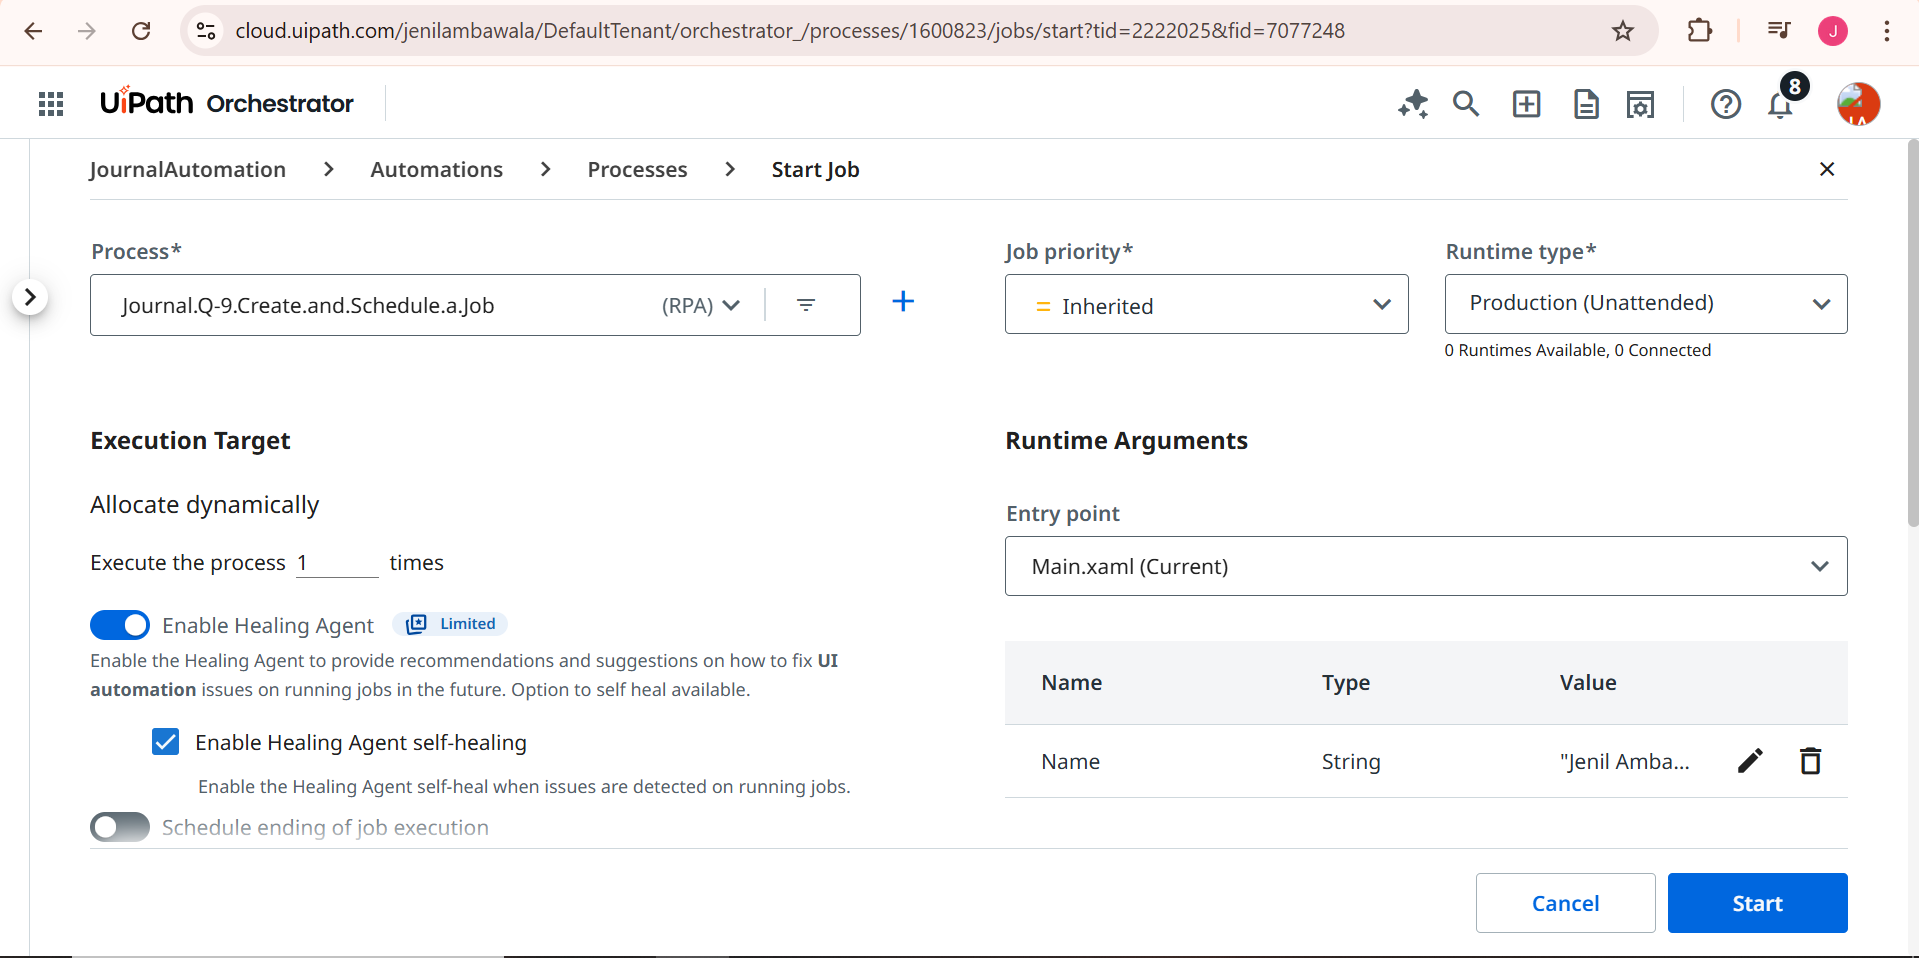 cloud.uipath.com/jenilambawala/DefaultTenant/orchestrator_/processes/1600823/jobs/start?tid=2222025&fid=7077248
J
UiPath Orchestrator
8
JournalAutomation > Automations > Processes > Start Job
Process*
Job priority*
Runtime type*
Journal.Q-9.Create.and.Schedule.a.Job (RPA)
Inherited
Production (Unattended)
0 Runtimes Available, 0 Connected
Execution Target
Runtime Arguments
Allocate dynamically
Entry point
Execute the process 1 times
Main.xaml (Current)
Enable Healing Agent Limited
Enable the Healing Agent to provide recommendations and suggestions on how to fix UI
automation issues on running jobs in the future. Option to self heal available.
Name Type Value
Enable Healing Agent self-healing
Name String "Jenil Amba...
Enable the Healing Agent self-heal when issues are detected on running jobs.
Schedule ending of job execution
Cancel
Start